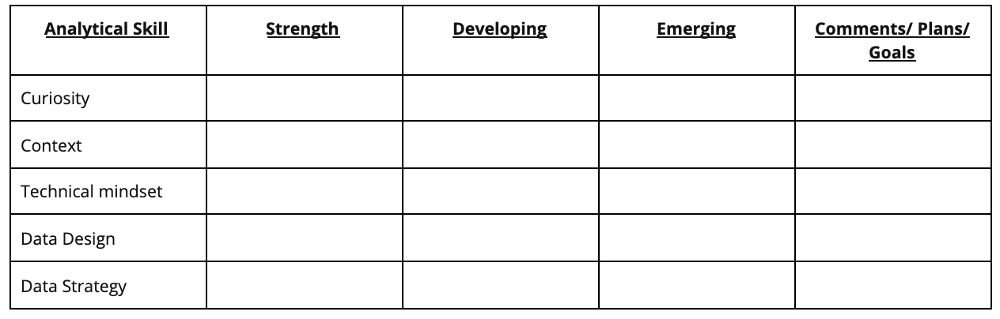 Analytical Skill Strength Developing Emerging Comments/ Plans/
Goals
Curiosity
Context
Technical mindset
Data Design
Data Strategy